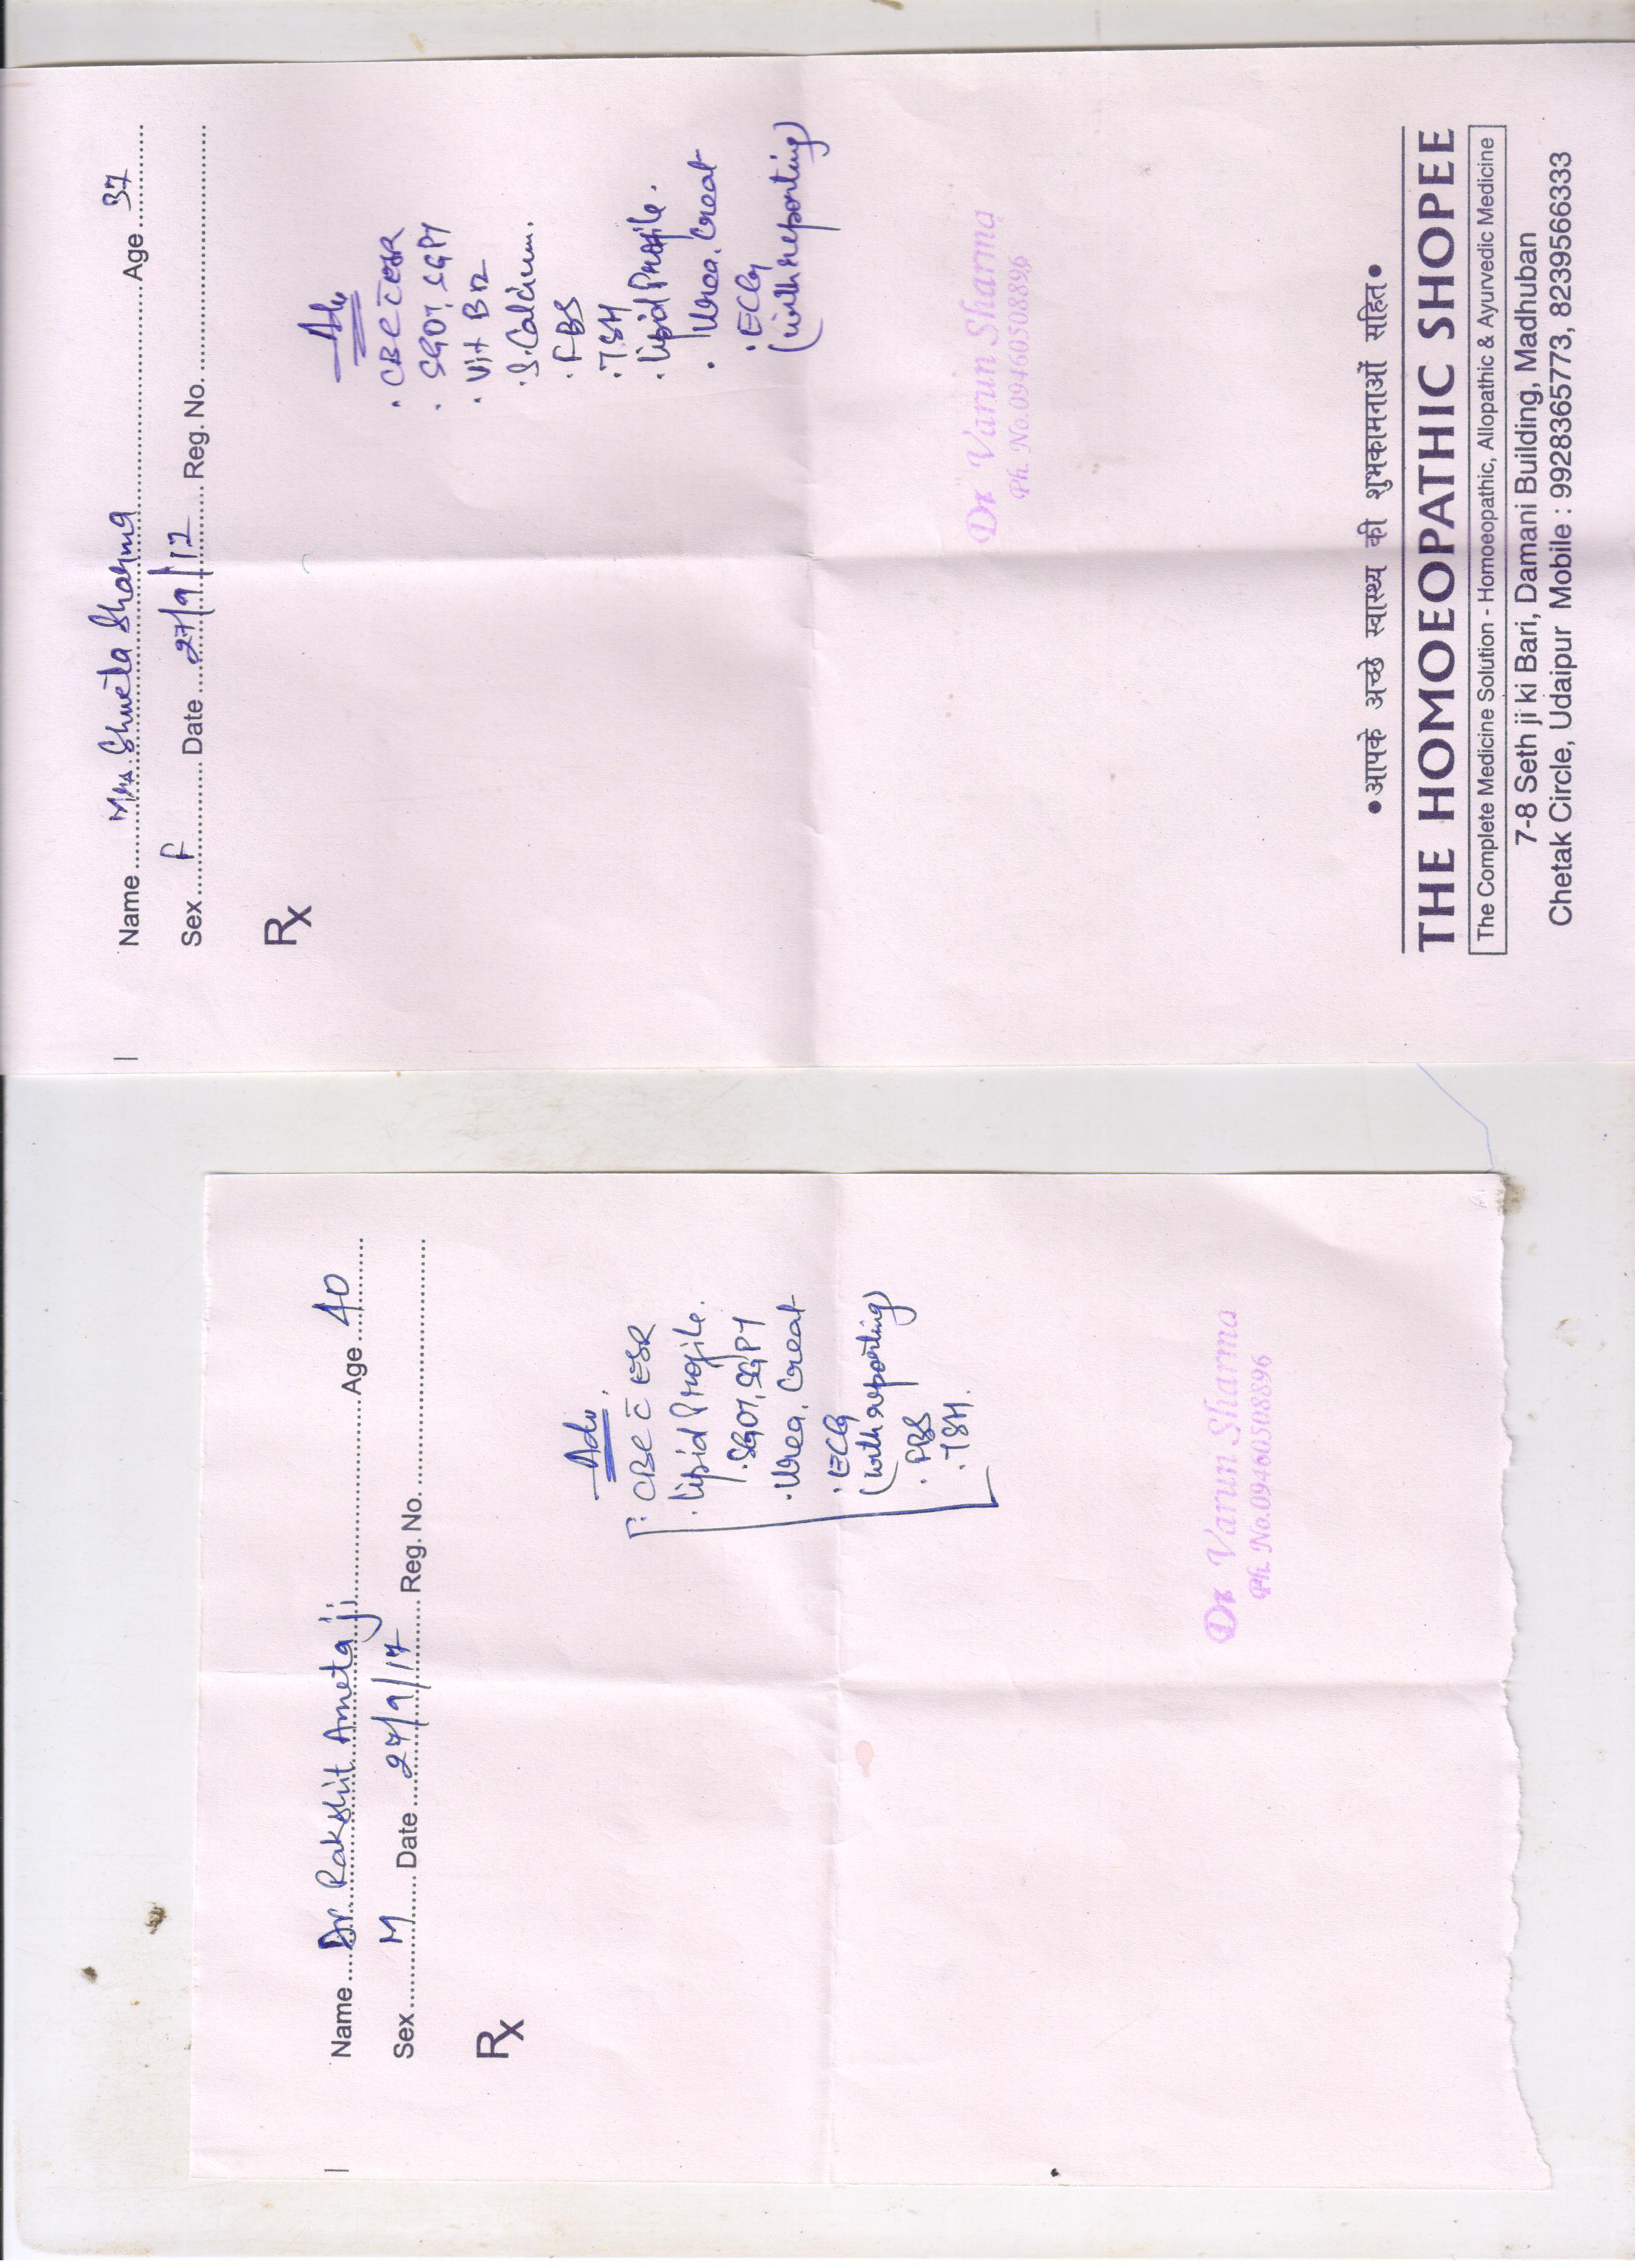 Name ..... Mrs. Shweta Sharma ..... Age ..... 37 .....
Sex ..... F ..... Date ..... 27/9/17 ..... Reg. No. .....
Rx
Adv
. CBC c̄ ESR
. SGOT, SGPT
. Vit B12
. S. Calcium.
. FBS
. TSH
. Lipid Profile.
. Urea, Creat
. ECG
(with reporting)
Dr Varun Sharma
Ph. No.09460508896
•आपके अच्छे स्वास्थ्य की शुभकामनाओं सहित•
THE HOMOEOPATHIC SHOPEE
The Complete Medicine Solution - Homoeopathic, Allopathic & Ayurvedic Medicine
7-8 Seth ji ki Bari, Damani Building, Madhuban
Chetak Circle, Udaipur Mobile : 9928365773, 8239566333
Name ..... Dr. Rakshit Ameta ji ..... Age ..... 40 .....
Sex ..... M ..... Date ..... 27/9/17 ..... Reg. No. .....
Rx
Adv.
. CBC c̄ ESR
. Lipid Profile.
. SGOT, SGPT
. Urea, Creat
. ECG
(with reporting)
. FBS
. TSH.
Dr Varun Sharma
Ph. No.09460508896